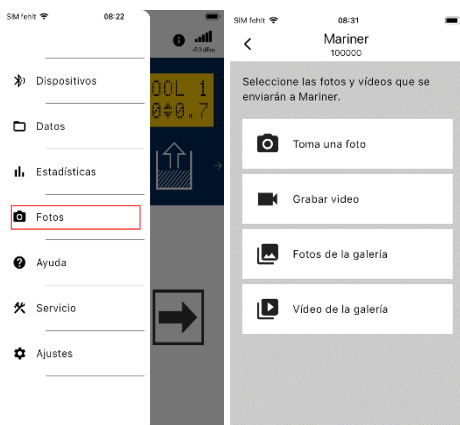 SIM fehlt 08:22
-53 dBm
OOL 1
0÷0.7
Dispositivos
Datos
Estadísticas
Fotos
Ayuda
Servicio
Ajustes
SIM fehlt 08:31
Mariner
100000
Seleccione las fotos y vídeos que se
enviarán a Mariner.
Toma una foto
Grabar video
Fotos de la galería
Vídeo de la galería